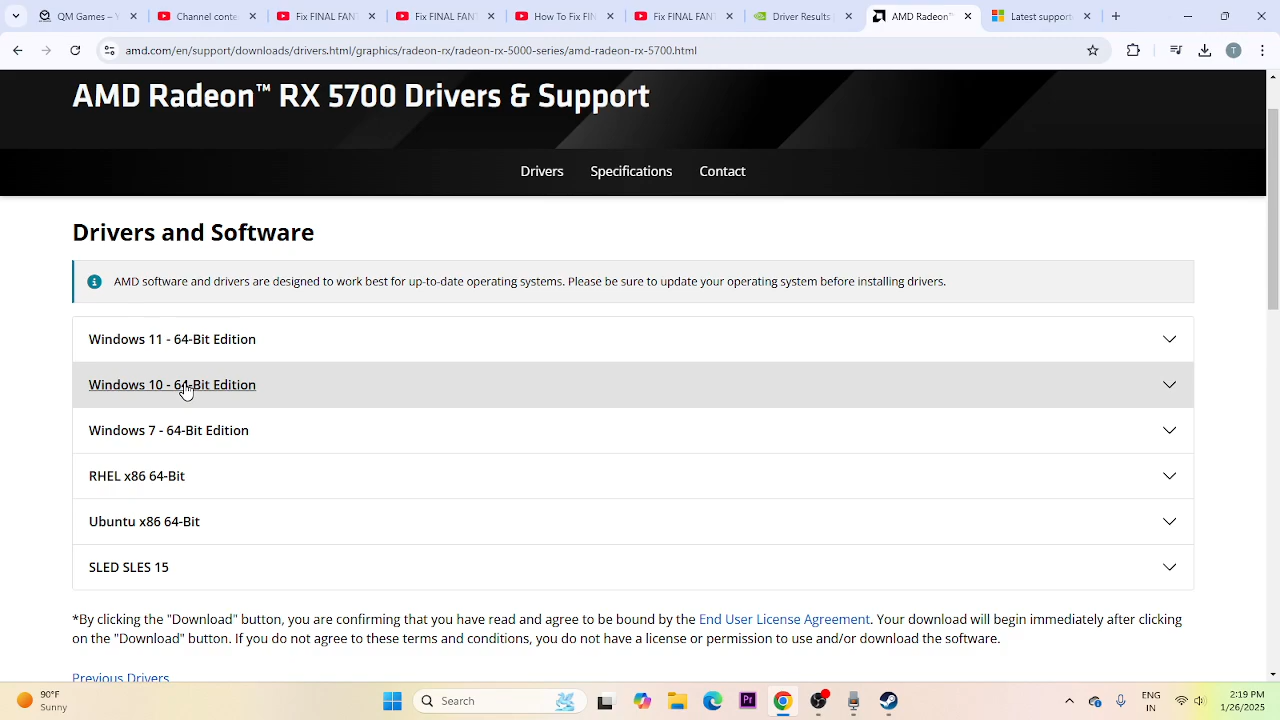 QM Games –
Channel conte
Fix FINAL FANT
Fix FINAL FANT
How To Fix FIN
Fix FINAL FANT
Driver Results
AMD Radeon™
Latest support
amd.com/en/support/downloads/drivers.html/graphics/radeon-rx/radeon-rx-5000-series/amd-radeon-rx-5700.html
T
AMD Radeon™ RX 5700 Drivers & Support
Drivers Specifications Contact
Drivers and Software
AMD software and drivers are designed to work best for up-to-date operating systems. Please be sure to update your operating system before installing drivers.
Windows 11 - 64-Bit Edition
Windows 10 - 64-Bit Edition
Windows 7 - 64-Bit Edition
RHEL x86 64-Bit
Ubuntu x86 64-Bit
SLED SLES 15
*By clicking the "Download" button, you are confirming that you have read and agree to be bound by the End User License Agreement. Your download will begin immediately after clicking
on the "Download" button. If you do not agree to these terms and conditions, you do not have a license or permission to use and/or download the software.
Previous Drivers
90°F
Sunny
Search
Pr
ENG
IN
2:19 PM
1/26/2025